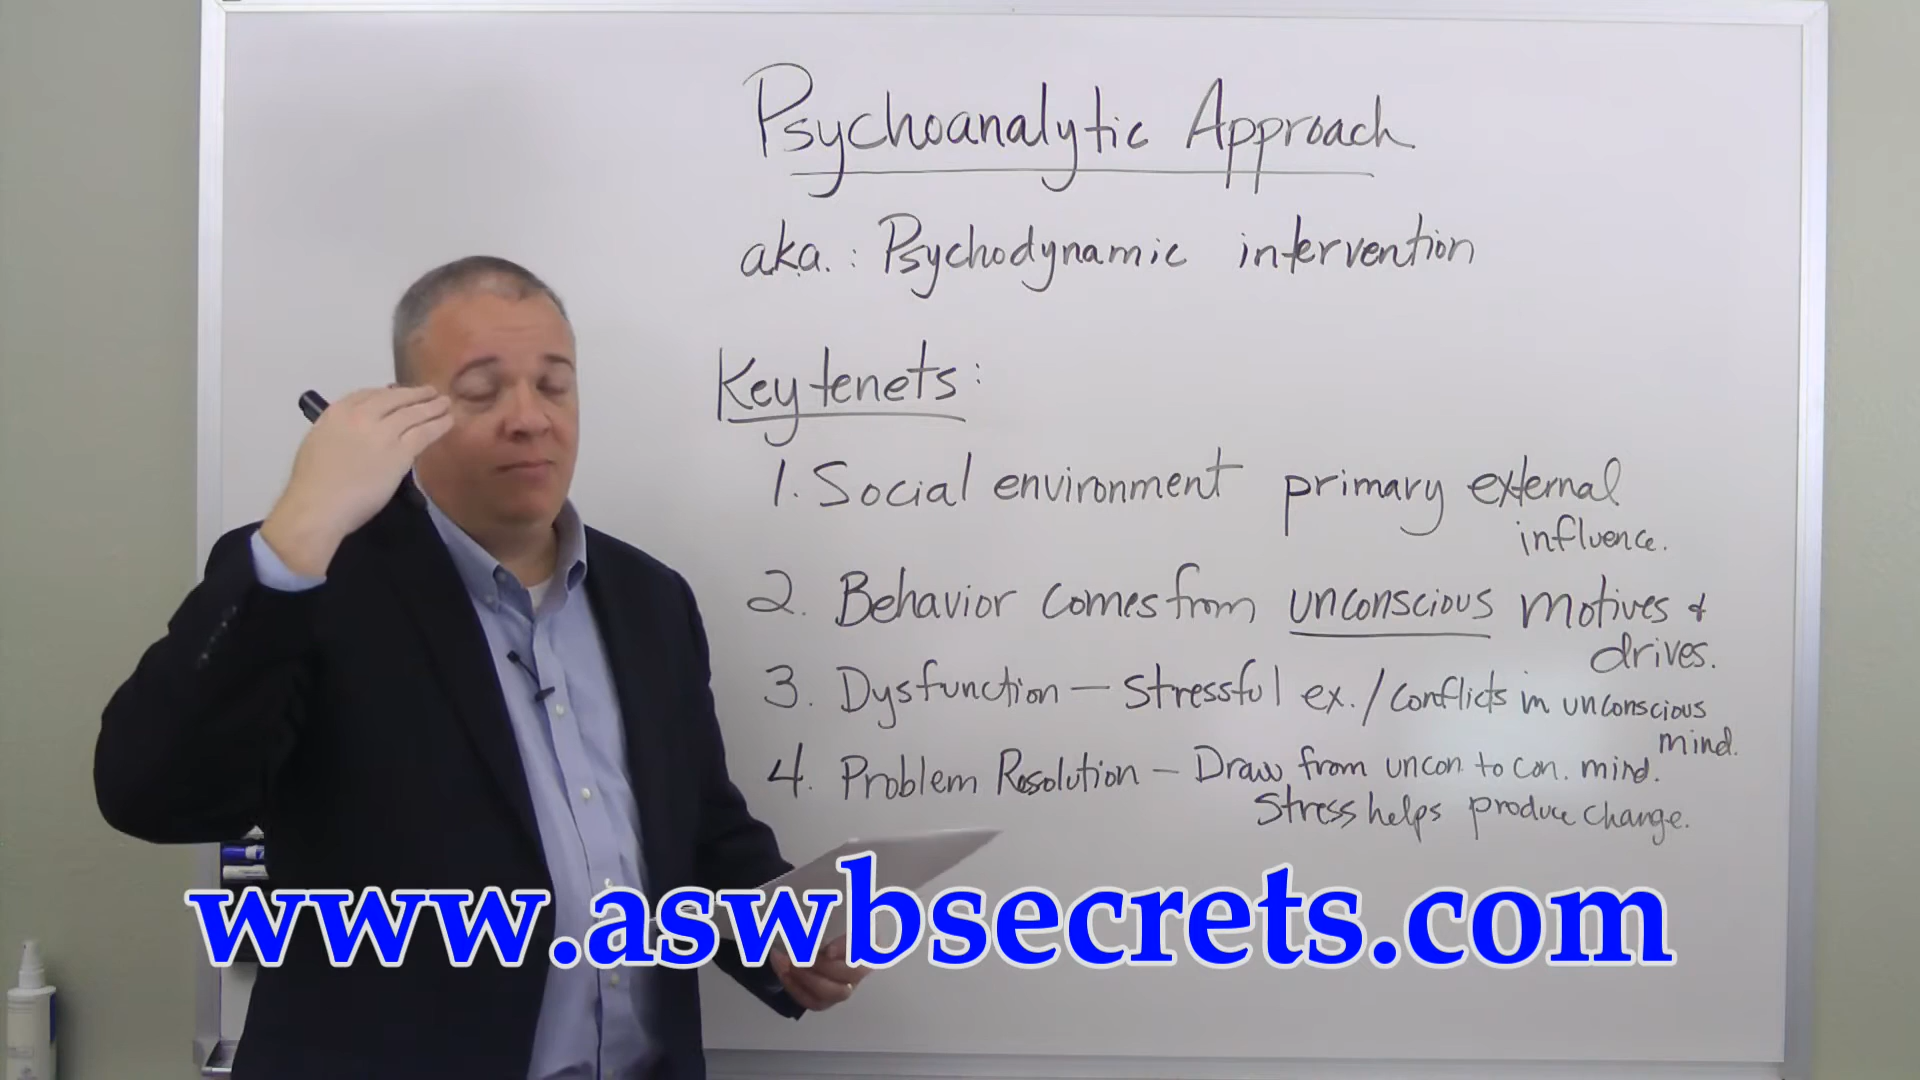 Psychoanalytic Approach
aka.: Psychodynamic intervention
Key tenets:
1. Social environment primary external
influence.
2. Behavior comes from unconscious motives &
drives.
3. Dysfunction – Stressful ex./Conflicts in unconscious
mind.
4. Problem Resolution – Draw from uncon. to con. mind.
Stress helps produce change.
www.aswbsecrets.com